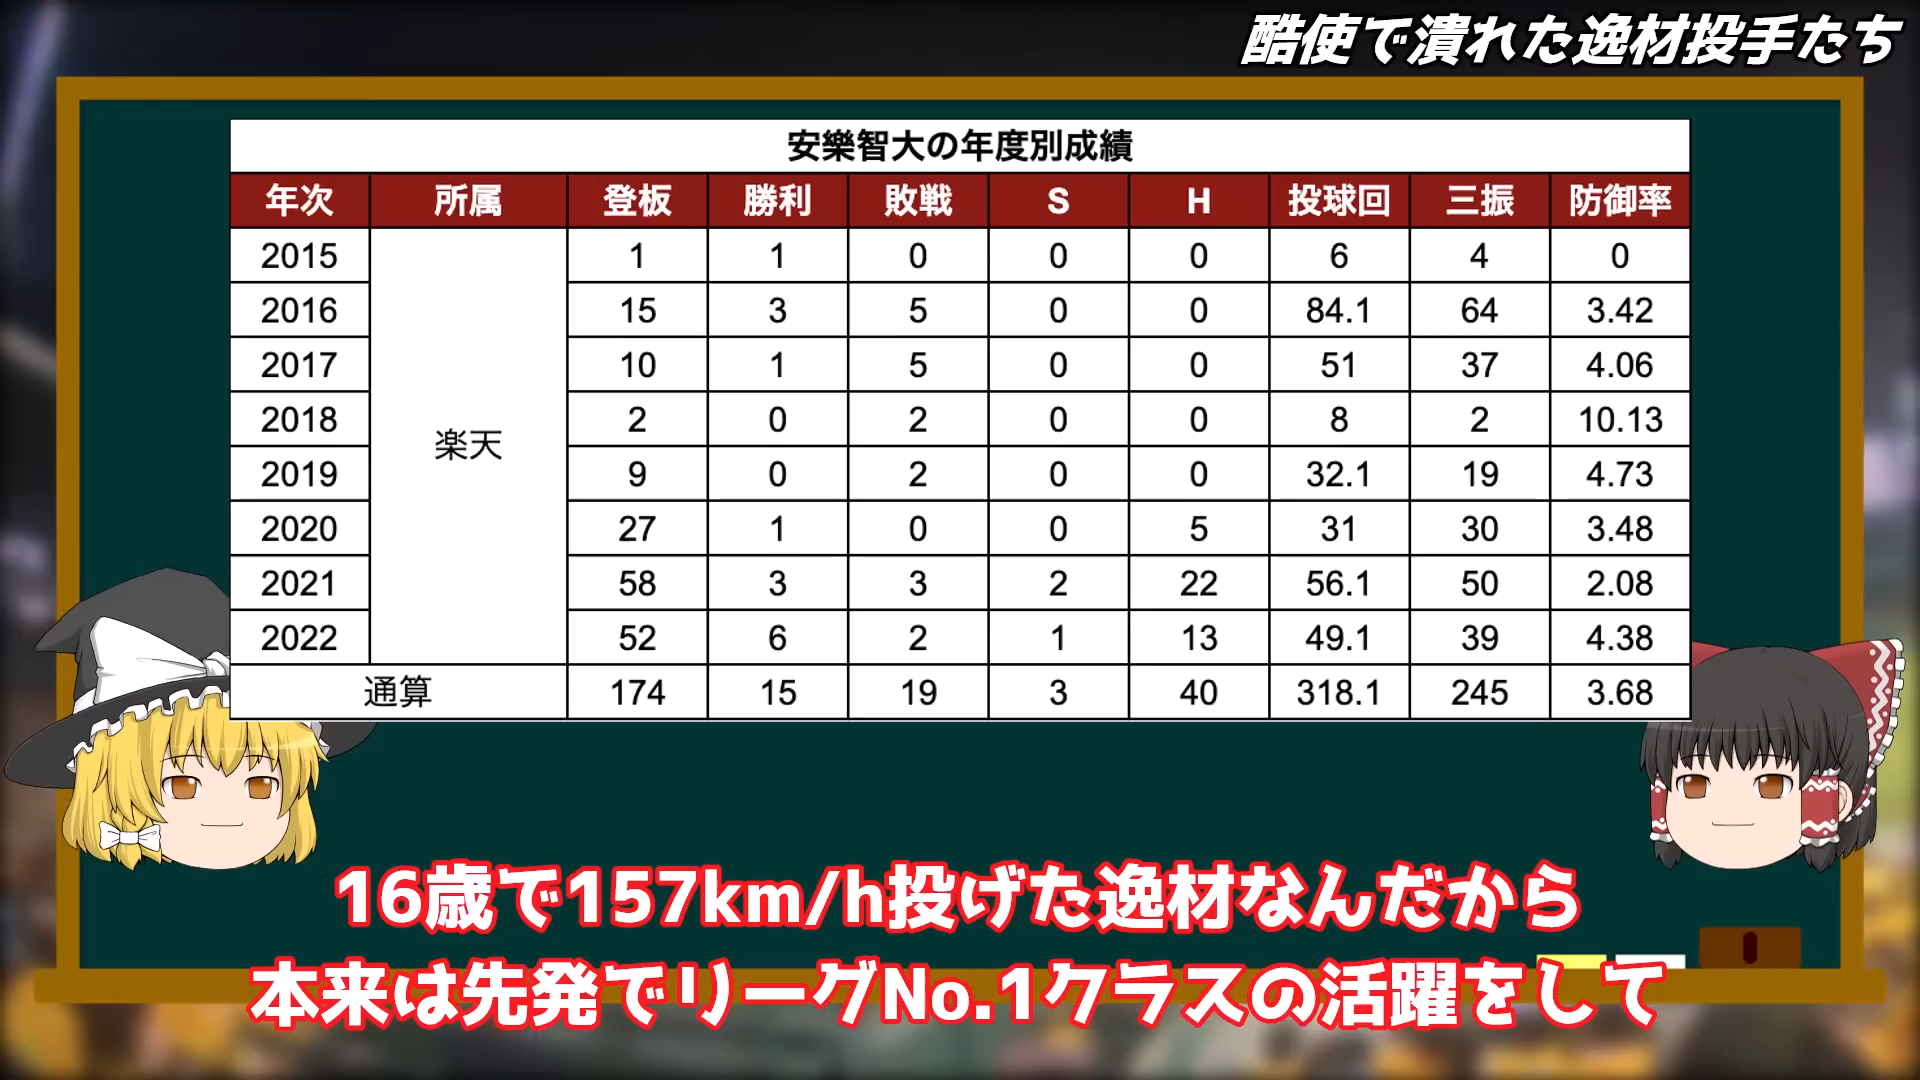 酷使で潰れた逸材投手たち
安樂智大の年度別成績
年次 所属 登板 勝利 敗戦 S H 投球回 三振 防御率
2015 楽天 1 1 0 0 0 6 4 0
2016 15 3 5 0 0 84.1 64 3.42
2017 10 1 5 0 0 51 37 4.06
2018 2 0 2 0 0 8 2 10.13
2019 9 0 2 0 0 32.1 19 4.73
2020 27 1 0 0 5 31 30 3.48
2021 58 3 3 2 22 56.1 50 2.08
2022 52 6 2 1 13 49.1 39 4.38
通算 174 15 19 3 40 318.1 245 3.68
16歳で157km/h投げた逸材なんだから
本来は先発でリーグNo.1クラスの活躍をして